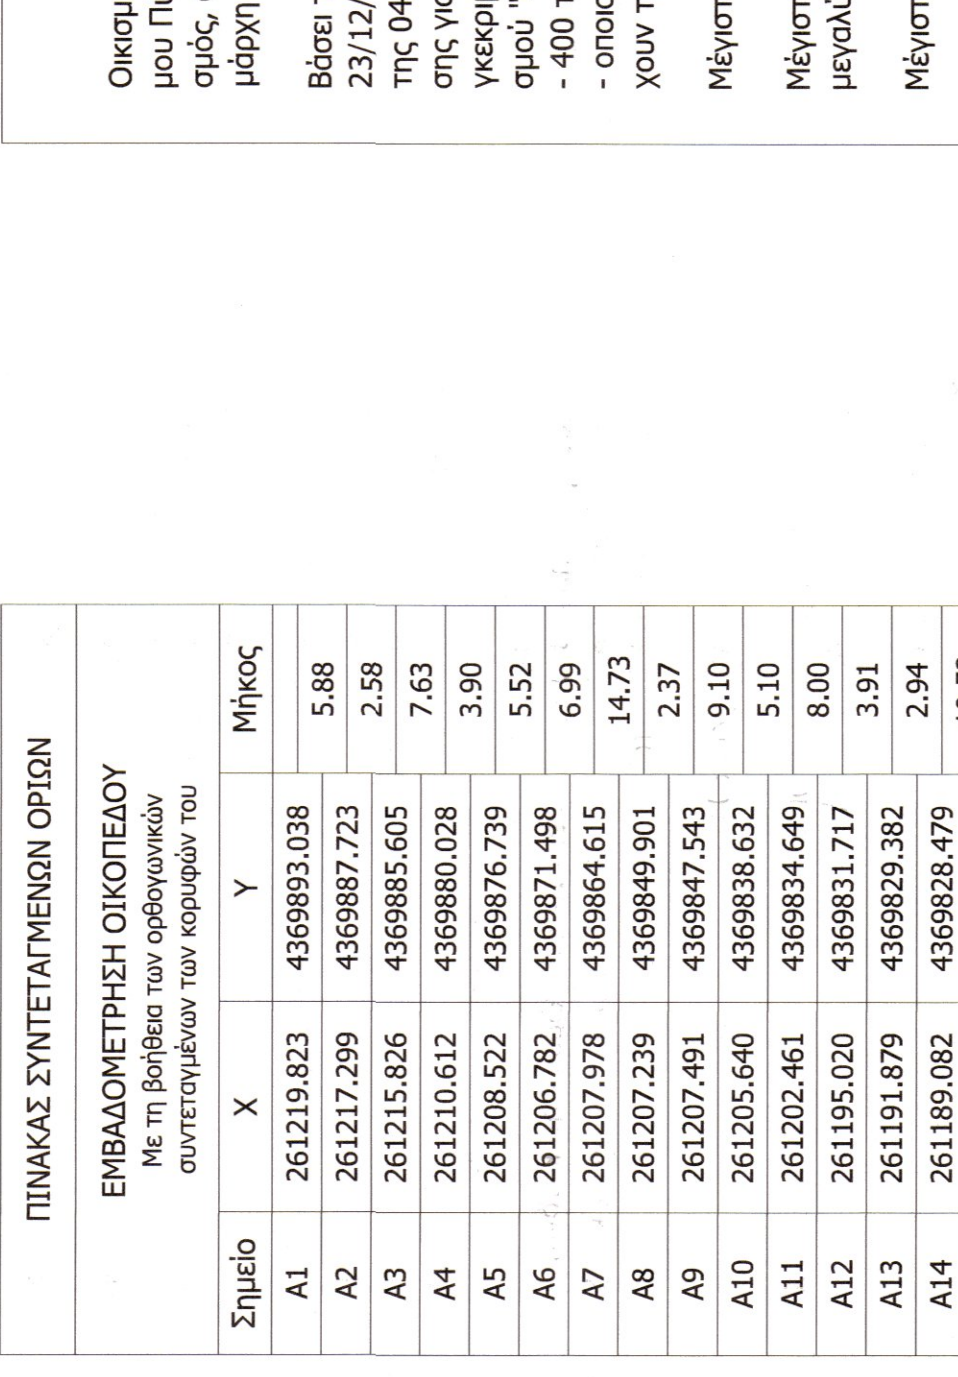 ΠΙΝΑΚΑΣ ΣΥΝΤΕΤΑΓΜΕΝΩΝ ΟΡΙΩΝ
ΕΜΒΑΔΟΜΕΤΡΗΣΗ ΟΙΚΟΠΕΔΟΥ
Με τη βοήθεια των ορθογωνικών
συντεταγμένων των κορυφών του
Σημείο X Y Μήκος
A1 261219.823 4369893.038
5.88
A2 261217.299 4369887.723
2.58
A3 261215.826 4369885.605
7.63
A4 261210.612 4369880.028
3.90
A5 261208.522 4369876.739
5.52
A6 261206.782 4369871.498
6.99
A7 261207.978 4369864.615
14.73
A8 261207.239 4369849.901
2.37
A9 261207.491 4369847.543
9.10
A10 261205.640 4369838.632
5.10
A11 261202.461 4369834.649
8.00
A12 261195.020 4369831.717
3.91
A13 261191.879 4369829.382
2.94
A14 261189.082 4369828.479
Οικισμ
μου Πυ
σμός,
μάρχη
Βάσει
23/12/
της 04
σης για
γκεκρι
σμού "
- 400 τ
- οποιο
χουν τ
Μέγιστ
Μέγιστ
μεγαλύ
Μέγιστ